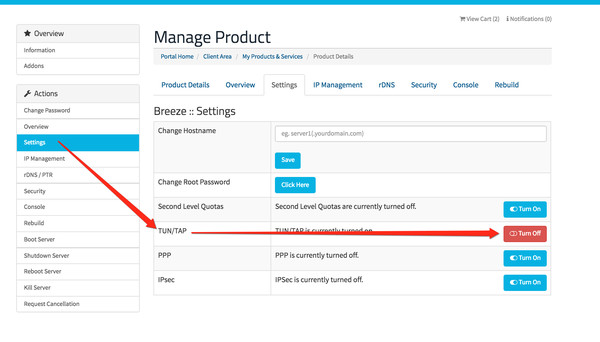 View Cart (2) Notifications (0)
Overview
Information
Addons
Actions
Change Password
Overview
Settings
IP Management
rDNS / PTR
Security
Console
Rebuild
Boot Server
Shutdown Server
Reboot Server
Kill Server
Request Cancellation
Manage Product
Portal Home / Client Area / My Products & Services / Product Details
Product Details Overview Settings IP Management rDNS Security Console Rebuild
Breeze :: Settings
Change Hostname
eg. server1(.yourdomain.com)
Save
Change Root Password Click Here
Second Level Quotas Second Level Quotas are currently turned off. Turn On
TUN/TAP TUN/TAP is currently turned on. Turn Off
PPP PPP is currently turned off. Turn On
IPsec IPSec is currently turned off. Turn On